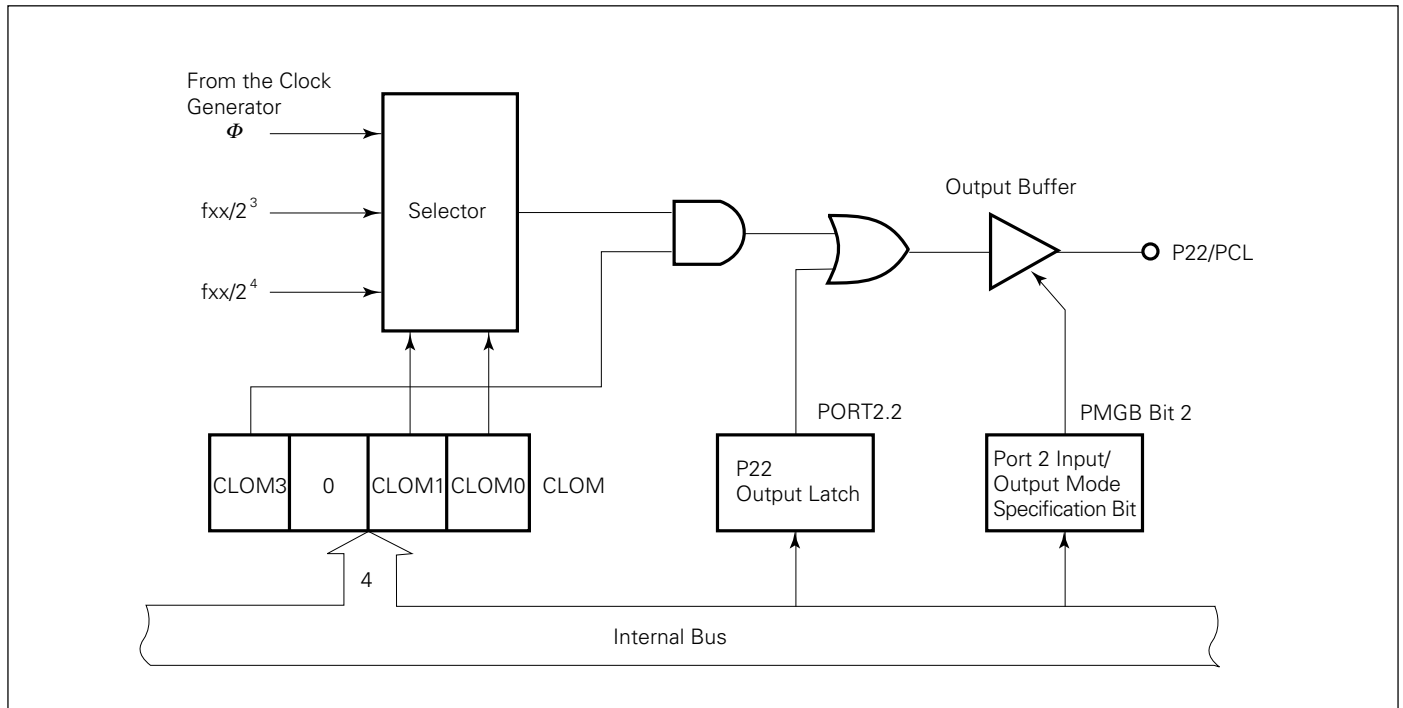 From the Clock
Generator
Φ
fxx/2³
fxx/2⁴
Selector
Output Buffer
P22/PCL
PORT2.2
PMGB Bit 2
CLOM3 0 CLOM1 CLOM0 CLOM
P22
Output Latch
Port 2 Input/
Output Mode
Specification Bit
4
Internal Bus